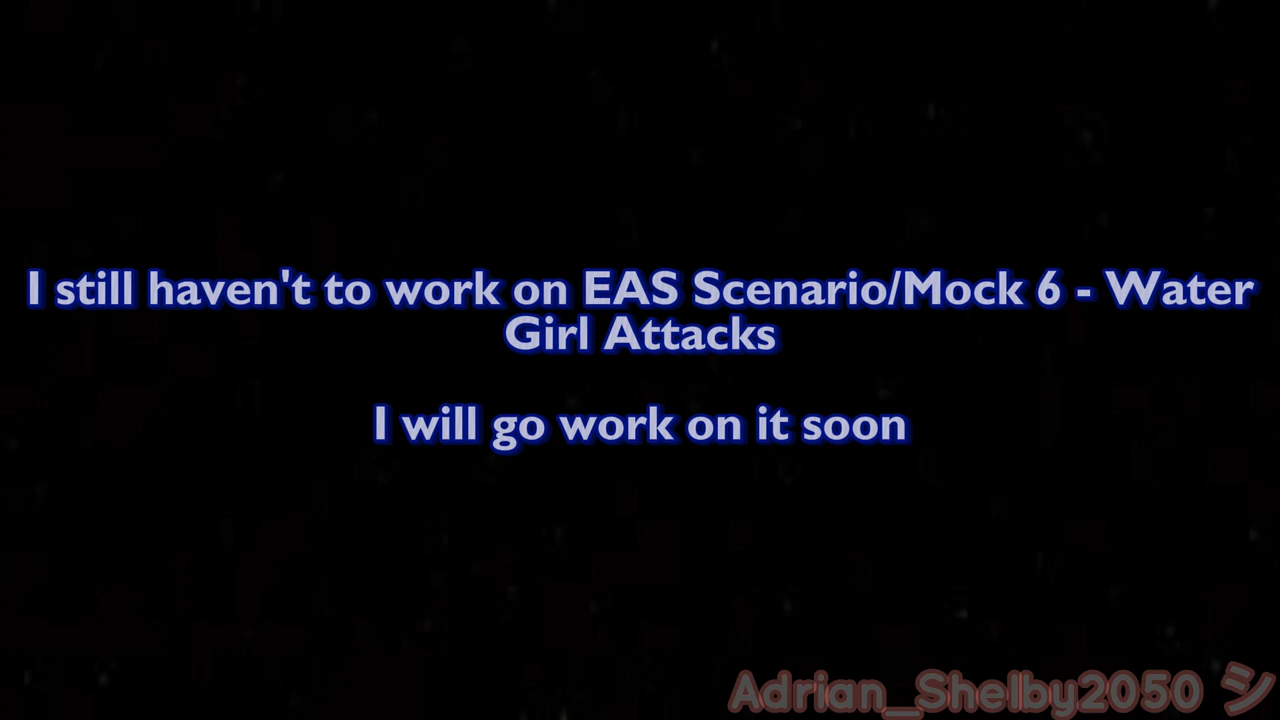 I still haven't to work on EAS Scenario/Mock 6 - Water
Girl Attacks
I will go work on it soon
Adrian_Shelby2050 シ